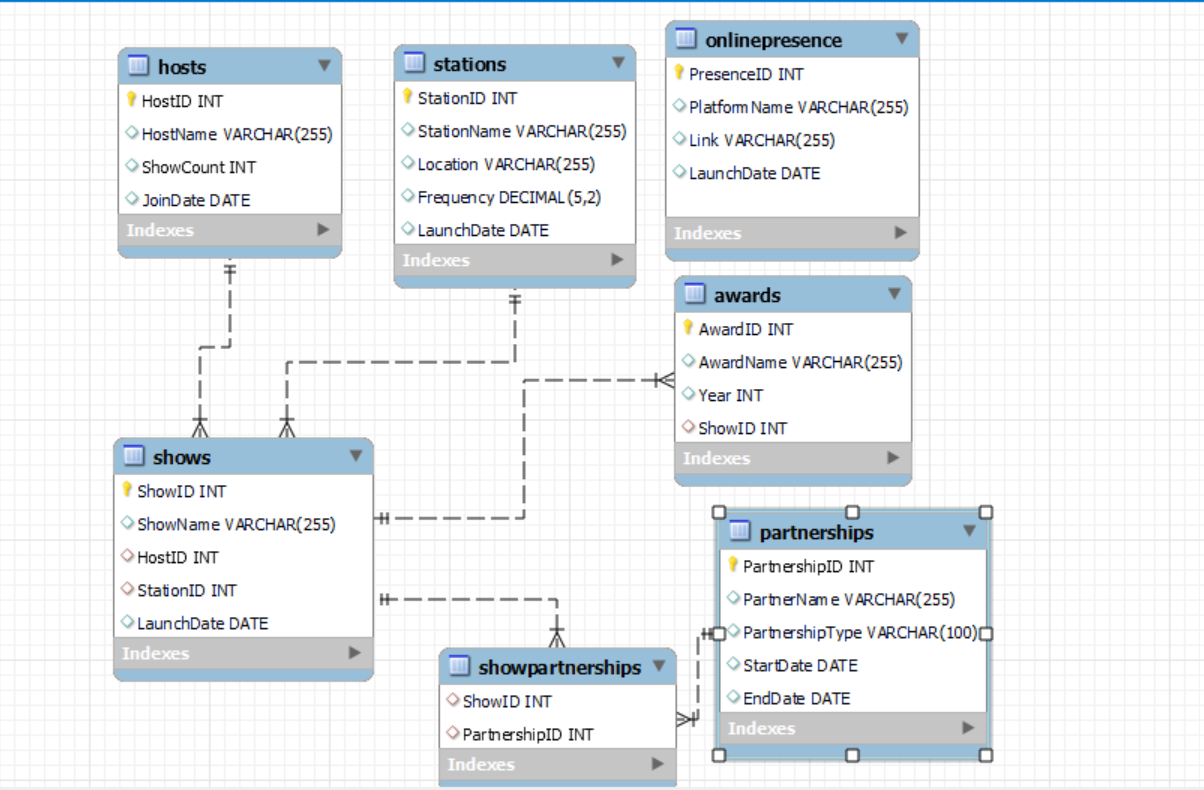 hosts
HostID INT
HostName VARCHAR(255)
ShowCount INT
JoinDate DATE
Indexes
stations
StationID INT
StationName VARCHAR(255)
Location VARCHAR(255)
Frequency DECIMAL(5,2)
LaunchDate DATE
Indexes
onlinepresence
PresenceID INT
PlatformName VARCHAR(255)
Link VARCHAR(255)
LaunchDate DATE
Indexes
awards
AwardID INT
AwardName VARCHAR(255)
Year INT
ShowID INT
Indexes
shows
ShowID INT
ShowName VARCHAR(255)
HostID INT
StationID INT
LaunchDate DATE
Indexes
partnerships
PartnershipID INT
PartnerName VARCHAR(255)
PartnershipType VARCHAR(100)
StartDate DATE
EndDate DATE
Indexes
showpartnerships
ShowID INT
PartnershipID INT
Indexes